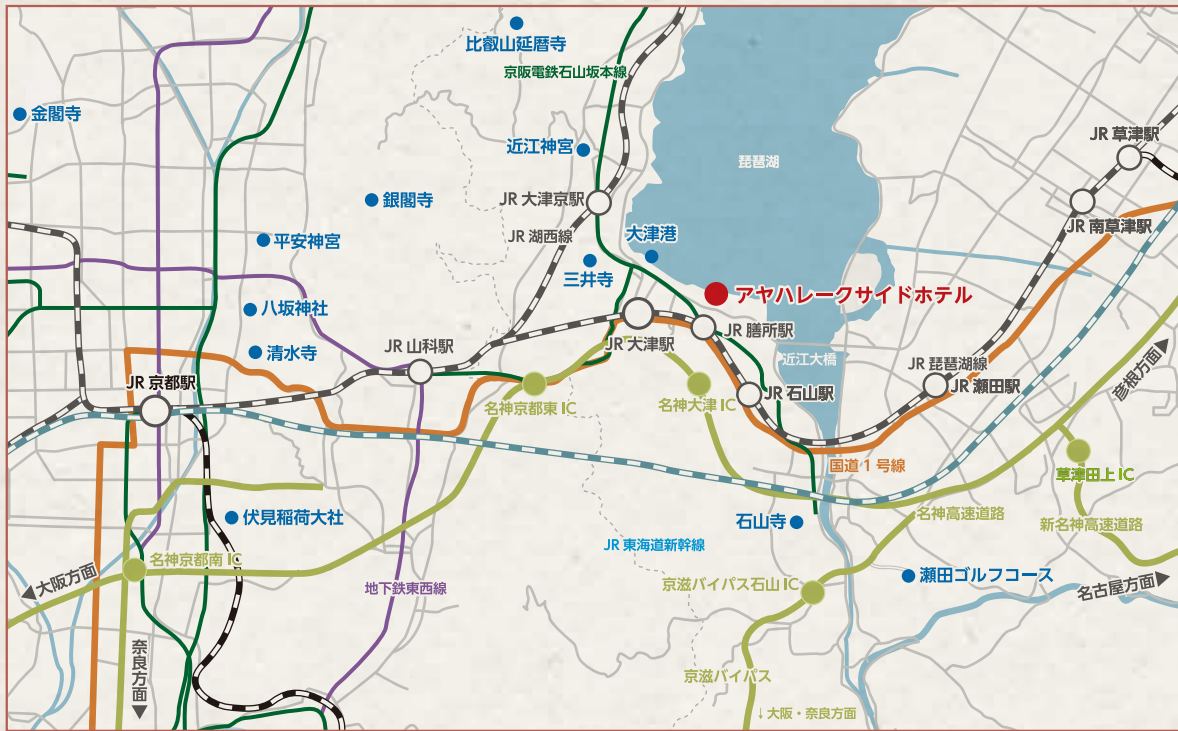 比叡山延暦寺
京阪電鉄石山坂本線
金閣寺
近江神宮
琵琶湖
JR 草津駅
銀閣寺
JR 大津京駅
JR 南草津駅
平安神宮
JR 湖西線
大津港
三井寺
アヤハレークサイドホテル
八坂神社
JR 膳所駅
JR 大津駅
JR 山科駅
清水寺
近江大橋
JR 琵琶湖線
彦根方面▶
JR 京都駅
JR 瀬田駅
JR 石山駅
名神京都東 IC
名神大津 IC
国道 1 号線
草津田上 IC
伏見稲荷大社
石山寺
名神高速道路
新名神高速道路
JR 東海道新幹線
名神京都南 IC
◀大阪方面
地下鉄東西線
京滋バイパス石山 IC
瀬田ゴルフコース
名古屋方面▶
奈良方面▼
京滋バイパス
↓大阪・奈良方面